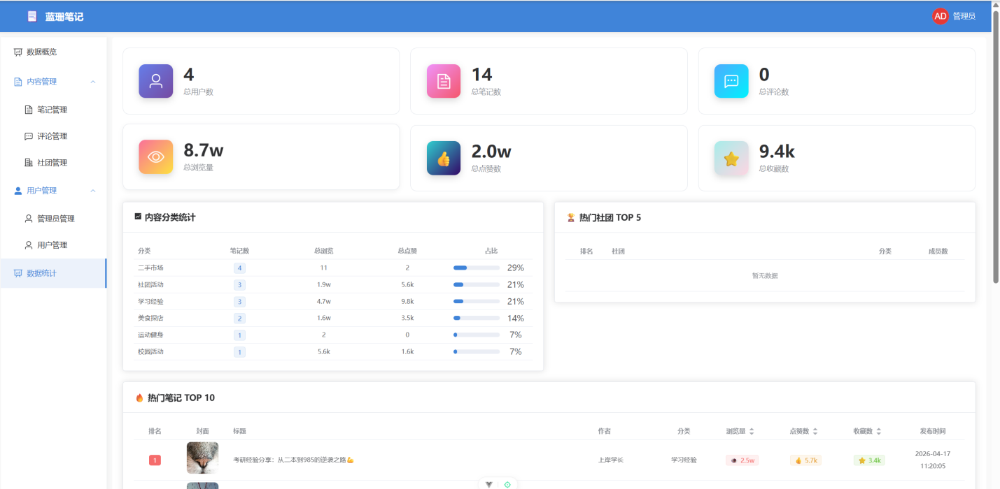 蓝珊笔记
AD 管理员
数据概览
内容管理
笔记管理
评论管理
社团管理
用户管理
管理员管理
用户管理
数据统计
4
总用户数
14
总笔记数
0
总评论数
8.7w
总浏览量
2.0w
总点赞数
9.4k
总收藏数
内容分类统计
分类 笔记数 总浏览 总点赞 占比
二手市场 4 11 2 29%
社团活动 3 1.9w 5.6k 21%
学习经验 3 4.7w 9.8k 21%
美食探店 2 1.6w 3.5k 14%
运动健身 1 2 0 7%
校园活动 1 5.6k 1.6k 7%
热门社团 TOP 5
排名 社团 分类 成员数
暂无数据
热门笔记 TOP 10
排名 封面 标题 作者 分类 浏览量 点赞数 收藏数 发布时间
1 考研经验分享：从二本到985的逆袭之路💪 上岸学长 学习经验 2.5w 5.7k 3.4k 2026-04-17
11:20:05